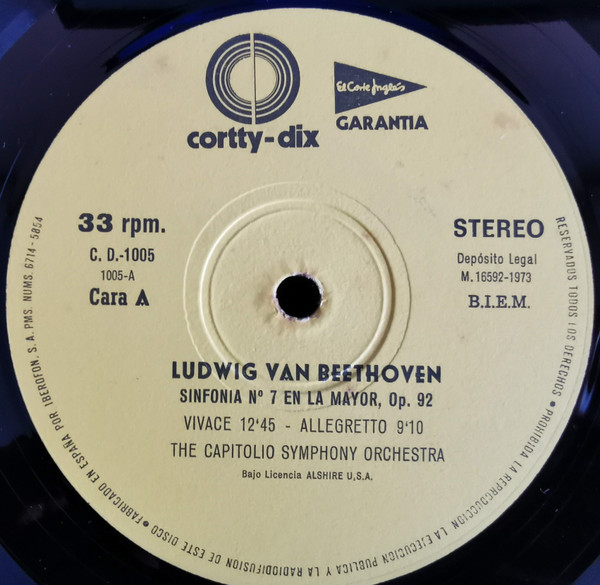 cortty-dix
El Corte Inglés
GARANTIA
33 rpm.
C. D.-1005
1005-A
Cara A
STEREO
Depósito Legal
M. 16592-1973
B.I.E.M.
LUDWIG VAN BEETHOVEN
SINFONIA Nº 7 EN LA MAYOR, Op. 92
VIVACE 12'45 - ALLEGRETTO 9'10
THE CAPITOLIO SYMPHONY ORCHESTRA
Bajo Licencia ALSHIRE U.S.A.
FABRICADO EN ESPAÑA POR IBEROFON, S. A. PMS. NUMS. 6714-5854
RESERVADOS TODOS LOS DERECHOS • PROHIBIDA LA REPRODUCCION, LA EJECUCION PUBLICA Y LA RADIODIFUSION DE ESTE DISCO •